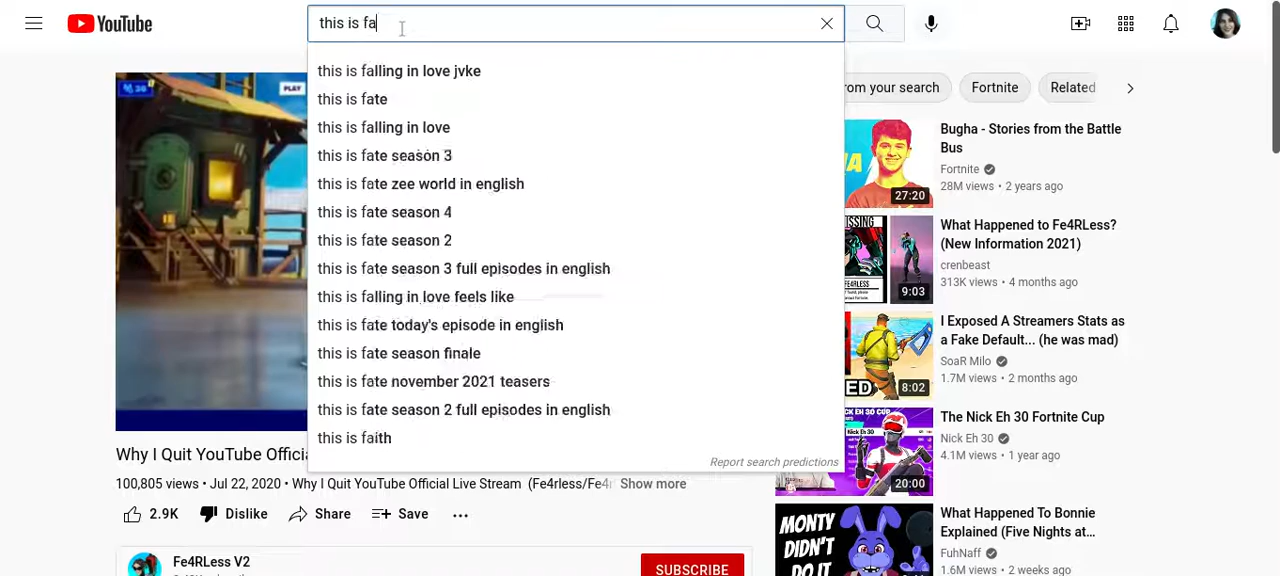 YouTube
this is fa
this is falling in love jvke
this is fate
this is falling in love
this is fate season 3
this is fate zee world in english
this is fate season 4
this is fate season 2
this is fate season 3 full episodes in english
this is falling in love feels like
this is fate today's episode in english
this is fate season finale
this is fate november 2021 teasers
this is fate season 2 full episodes in english
this is faith
Report search predictions
PLAY
Why I Quit YouTube Officia
100,805 views • Jul 22, 2020 • Why I Quit YouTube Official Live Stream (Fe4rless/Fe4r
Show more
2.9K
Dislike
Share
Save
Fe4RLess V2
SUBSCRIBE
rom your search
Fortnite
Related
27:20
Bugha - Stories from the Battle
Bus
Fortnite
28M views • 2 years ago
ISSING
9:03
What Happened to Fe4RLess?
(New Information 2021)
crenbeast
313K views • 4 months ago
ED
8:02
I Exposed A Streamers Stats as
a Fake Default... (he was mad)
SoaR Milo
1.7M views • 2 months ago
20:00
The Nick Eh 30 Fortnite Cup
Nick Eh 30
4.1M views • 1 year ago
MONTY
DIDN'T
DO IT
What Happened To Bonnie
Explained (Five Nights at...
FuhNaff
1.6M views • 2 weeks ago